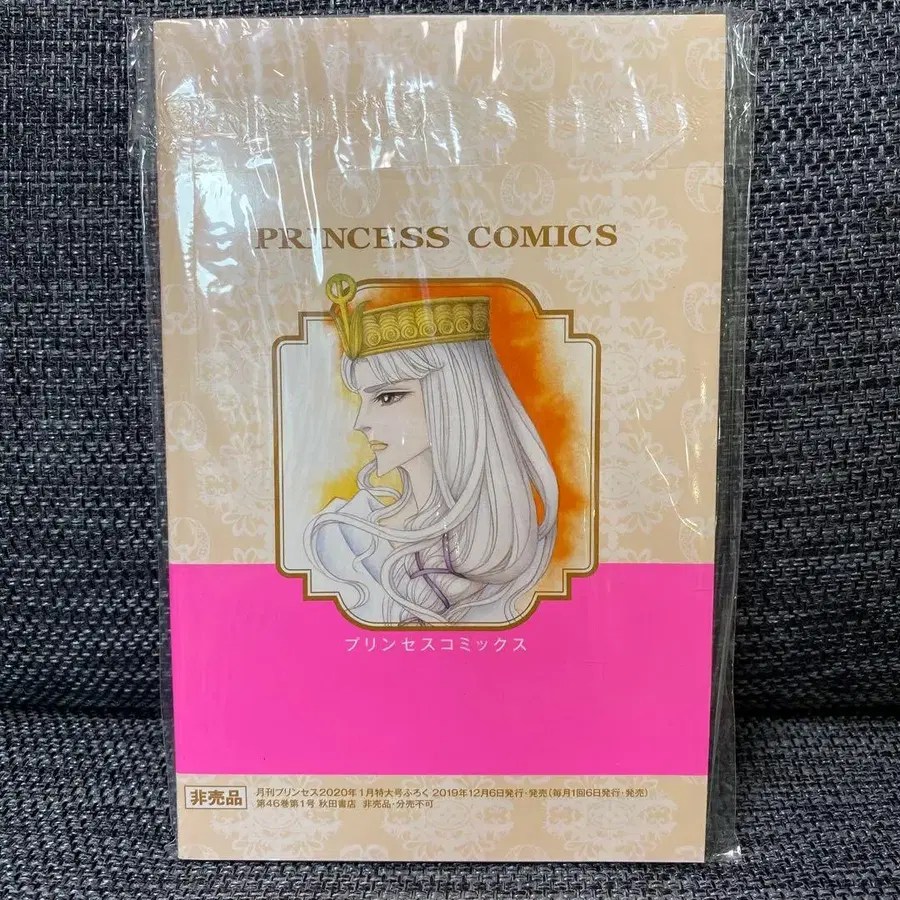 PRINCESS COMICS
プリンセスコミックス
非売品
月刊プリンセス2020年1月特大号ふろく 2019年12月6日発行・発売(毎月1回6日発行・発売)
第46巻第1号 秋田書店 非売品・分売不可